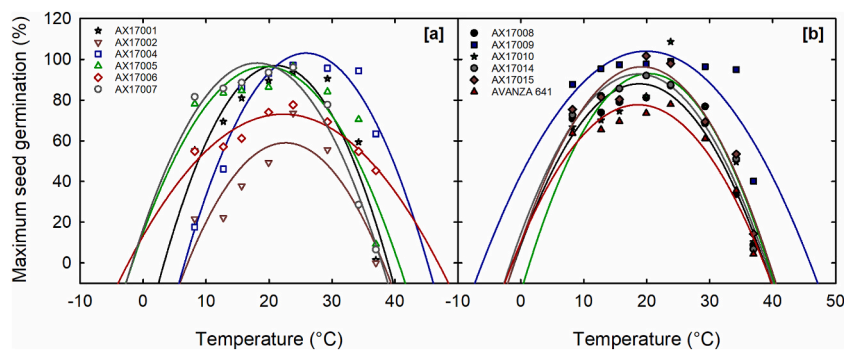 [a]
AX17001
AX17002
AX17004
AX17005
AX17006
AX17007
[b]
AX17008
AX17009
AX17010
AX17014
AX17015
AVANZA 641
Maximum seed germination (%)
120
100
80
60
40
20
0
-10 0 10 20 30 40 -10 0 10 20 30 40 50
Temperature (°C) Temperature (°C)